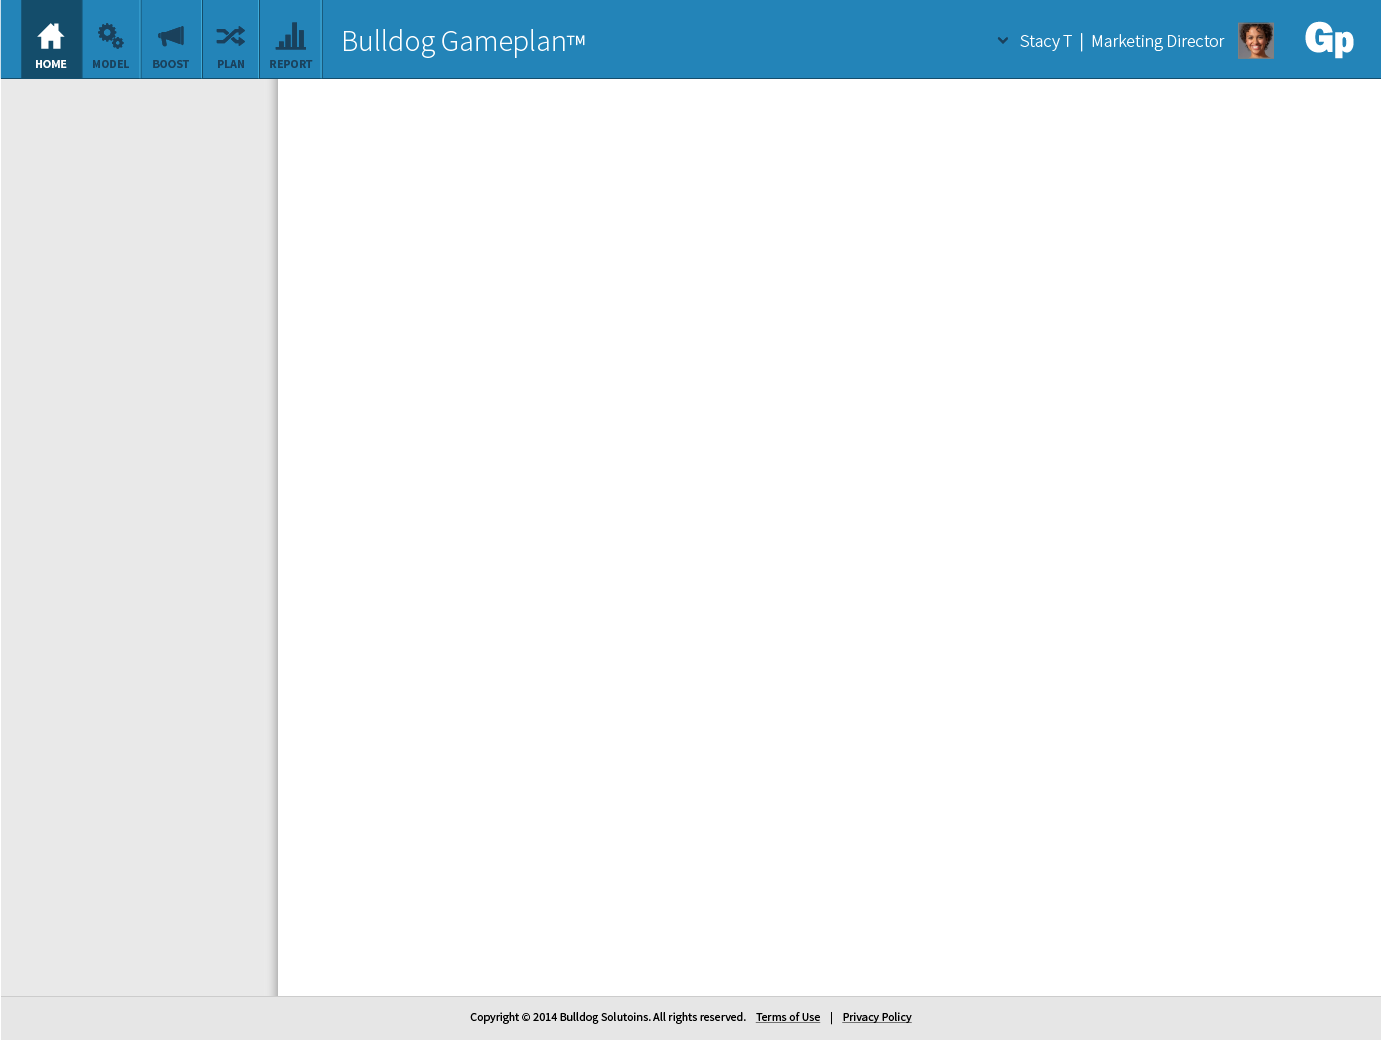 HOME MODEL BOOST PLAN REPORT Bulldog Gameplan™ Stacy T | Marketing Director Gp
Copyright © 2014 Bulldog Solutoins. All rights reserved. Terms of Use | Privacy Policy